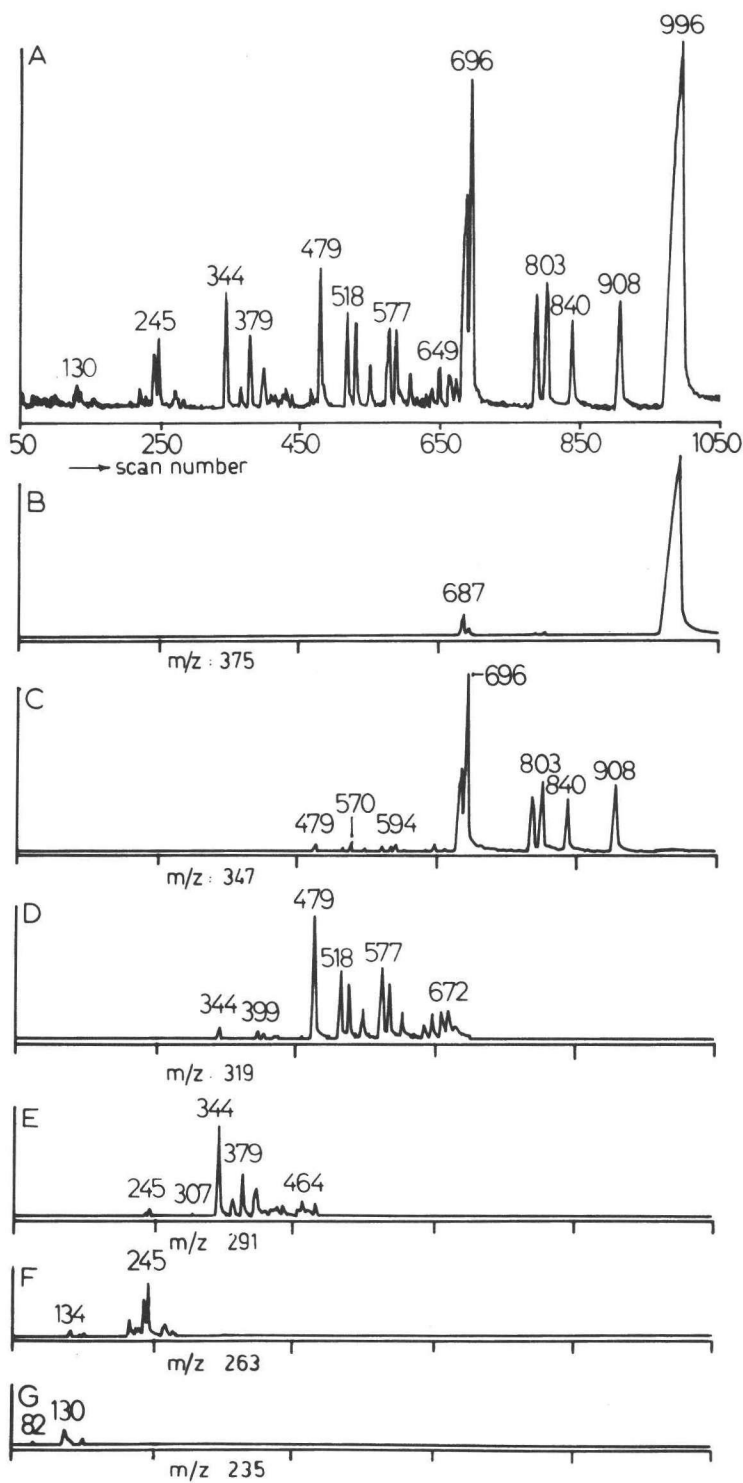 A
996
696
479
344
803
518
908
245
379
577
840
649
130
50 250 450 650 850 1050
→ scan number
B
687
m/z : 375
C
696
803
908
570
840
479
594
m/z : 347
D
479
518
577
672
344
399
m/z : 319
E
344
379
464
245
307
m/z 291
F
245
134
m/z 263
G
130
82
m/z 235